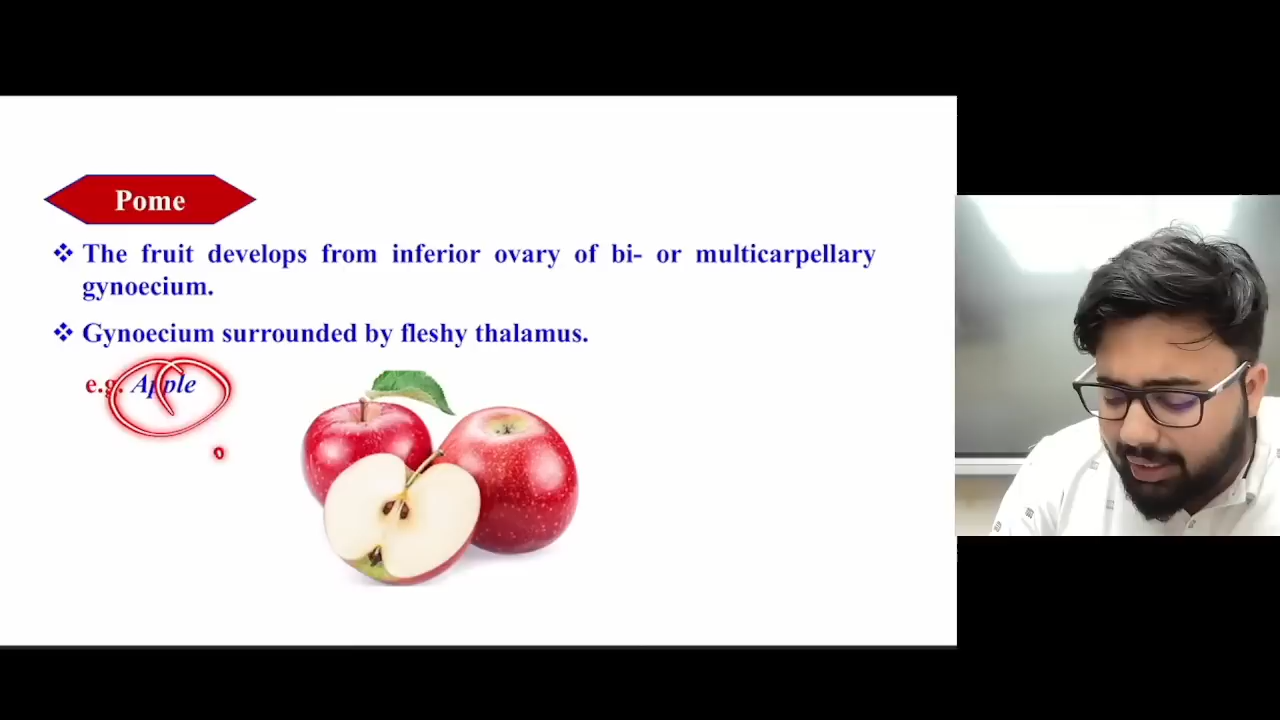 Pome
❖ The fruit develops from inferior ovary of bi- or multicarpellary
gynoecium.
❖ Gynoecium surrounded by fleshy thalamus.
e.g. Apple